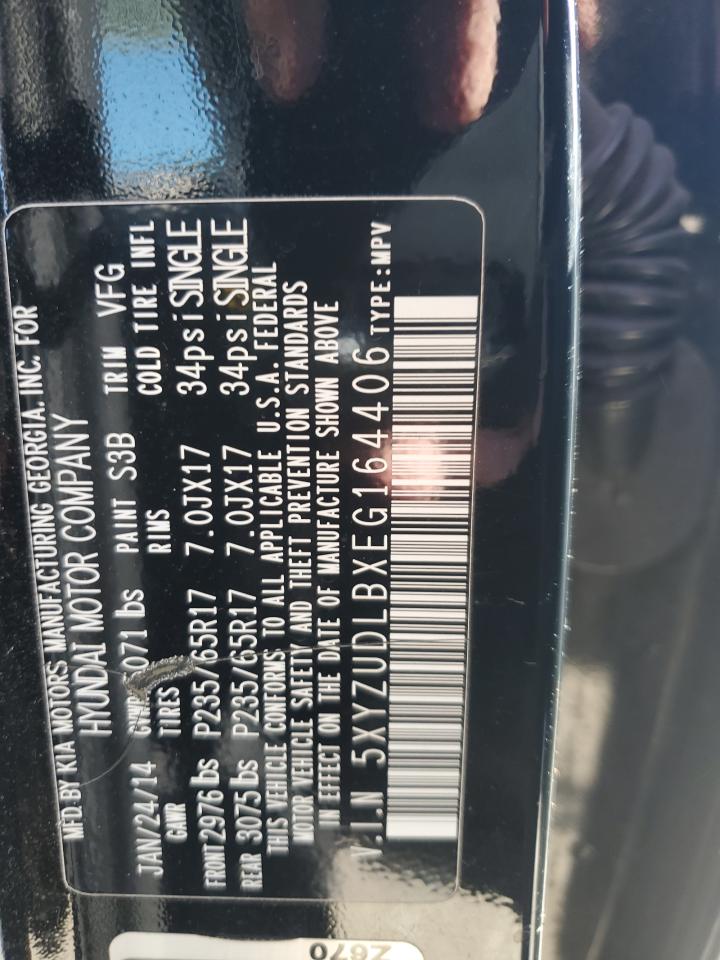 MFD.BY KIA MOTORS MANUFACTURING GEORGIA.INC. FOR
HYUNDAI MOTOR COMPANY
JAN/24/14 GVWR 071 lbs PAINT S3B TRIM VFG
GAWR TIRES RIMS COLD TIRE INFL
FRONT 2976 lbs P235/65R17 7.0JX17 34psi SINGLE
REAR 3075 lbs P235/65R17 7.0JX17 34psi SINGLE
THIS VEHICLE CONFORMS TO ALL APPLICABLE U.S.A. FEDERAL
MOTOR VEHICLE SAFETY AND THEFT PREVENTION STANDARDS
IN EFFECT ON THE DATE OF MANUFACTURE SHOWN ABOVE
V.I.N 5XYZUDLBXEG164406 TYPE:MPV
Z670